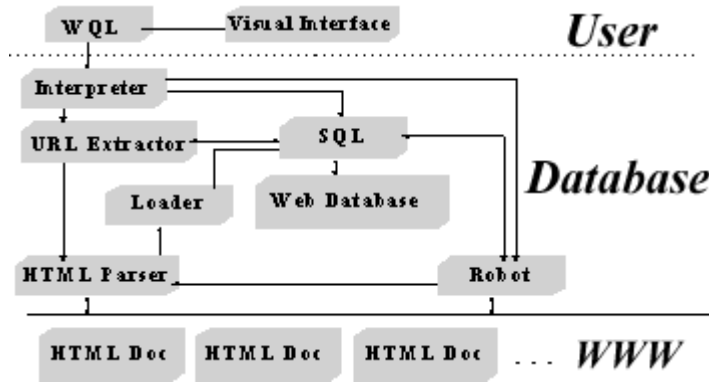 WQL
Visual Interface
User
Interpreter
URL Extractor
SQL
Database
Loader
Web Database
HTML Parser
Robot
HTML Doc
HTML Doc
HTML Doc
... WWW